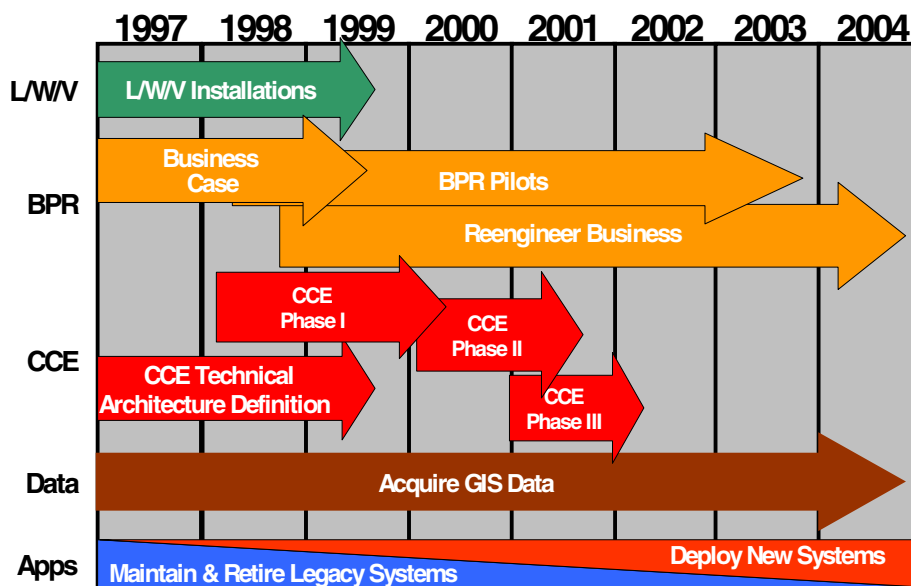 1997 1998 1999 2000 2001 2002 2003 2004
L/W/V
L/W/V Installations
BPR
Business
Case
BPR Pilots
Reengineer Business
CCE
CCE
Phase I
CCE
Phase II
CCE Technical
Architecture Definition
CCE
Phase III
Data
Acquire GIS Data
Apps
Deploy New Systems
Maintain & Retire Legacy Systems